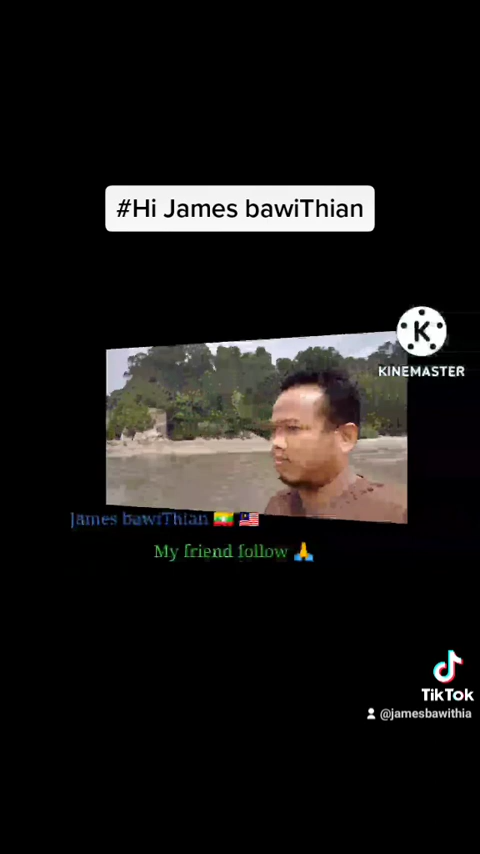 #Hi James bawiThian
KINEMASTER
James bawiThian 🇲🇲 🇲🇾
My friend follow 🙏
TikTok
@jamesbawithia